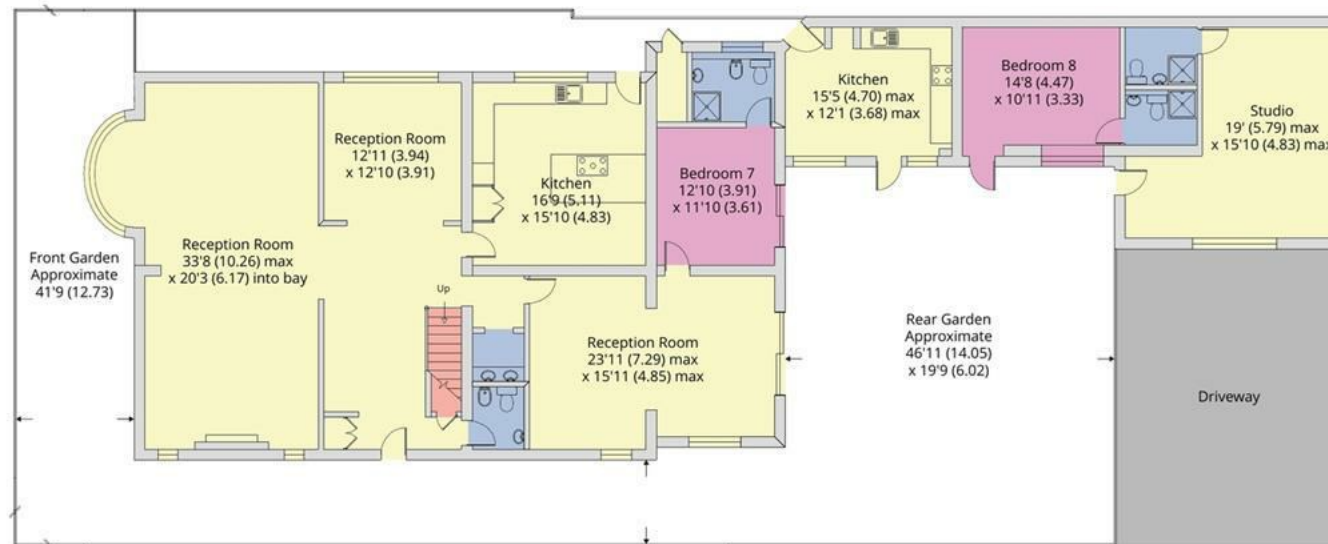 Front Garden
Approximate
41'9 (12.73)
Reception Room
33'8 (10.26) max
x 20'3 (6.17) into bay
Reception Room
12'11 (3.94)
x 12'10 (3.91)
Up
Kitchen
16'9 (5.11)
x 15'10 (4.83)
Reception Room
23'11 (7.29) max
x 15'11 (4.85) max
Bedroom 7
12'10 (3.91)
x 11'10 (3.61)
Kitchen
15'5 (4.70) max
x 12'1 (3.68) max
Bedroom 8
14'8 (4.47)
x 10'11 (3.33)
Studio
19' (5.79) max
x 15'10 (4.83) max
Rear Garden
Approximate
46'11 (14.05)
x 19'9 (6.02)
Driveway